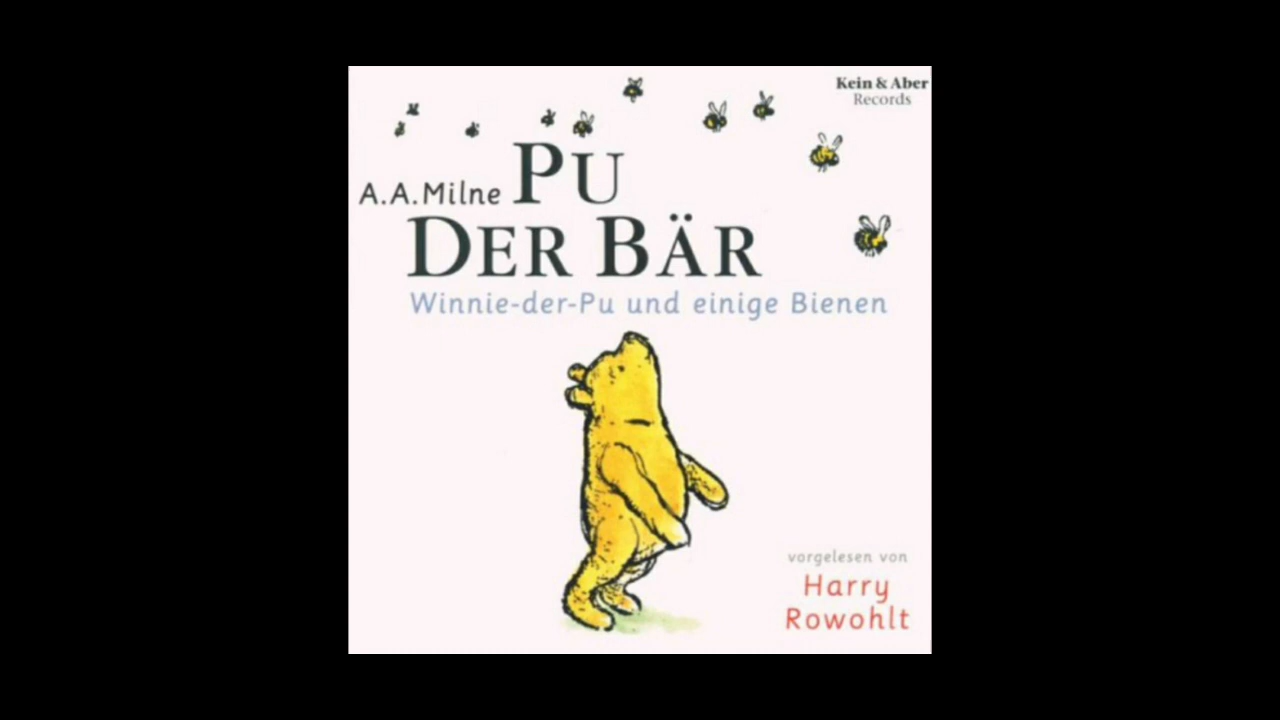 Kein & Aber
Records
A.A.Milne PU
DER BÄR
Winnie-der-Pu und einige Bienen
vorgelesen von
Harry
Rowohlt